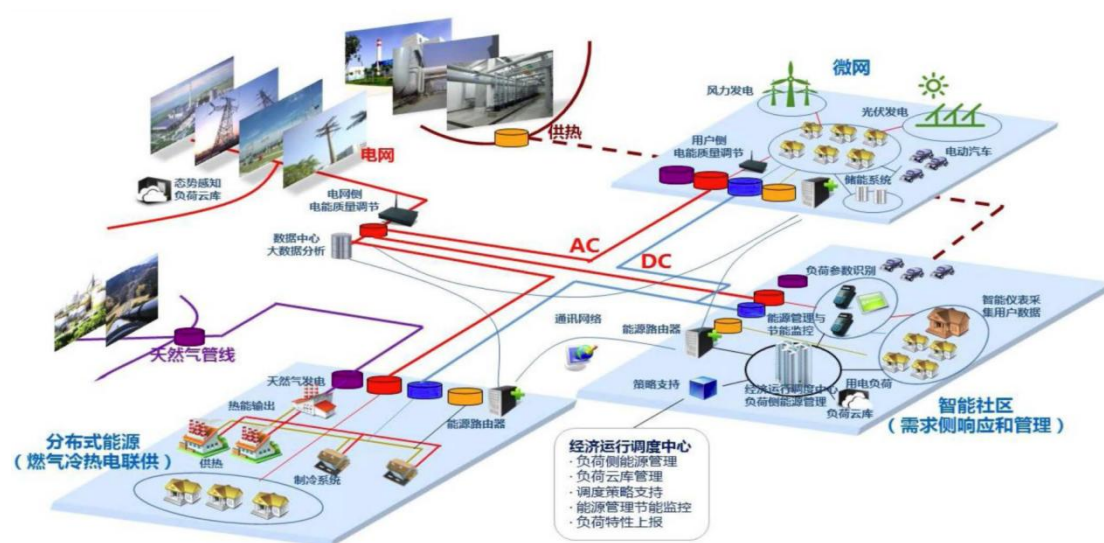 微网
风力发电
光伏发电
供热
用户侧
电能质量调节
电动汽车
储能系统
电网
态势感知
负荷云库
电网侧
电能质量调节
数据中心
大数据分析
AC
DC
负荷参数识别
智能仪表采
集用户数据
通讯网络
能源路由器
能源管理与
节能监控
天然气管线
策略支持
经济运行调度中心
负荷侧能源管理
用电负荷
负荷云库
智能社区
（需求侧响应和管理）
天然气发电
热能输出
能源路由器
分布式能源
（燃气冷热电联供）
供热
制冷系统
经济运行调度中心
·负荷侧能源管理
·负荷云库管理
·调度策略支持
·能源管理节能监控
·负荷特性上报